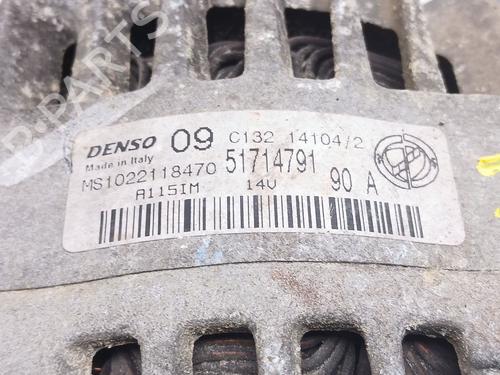 DENSO 09 C132 14104/2
Made in Italy
MS1022118470 51714791
A115IM 14V 90 A
B-PARTS